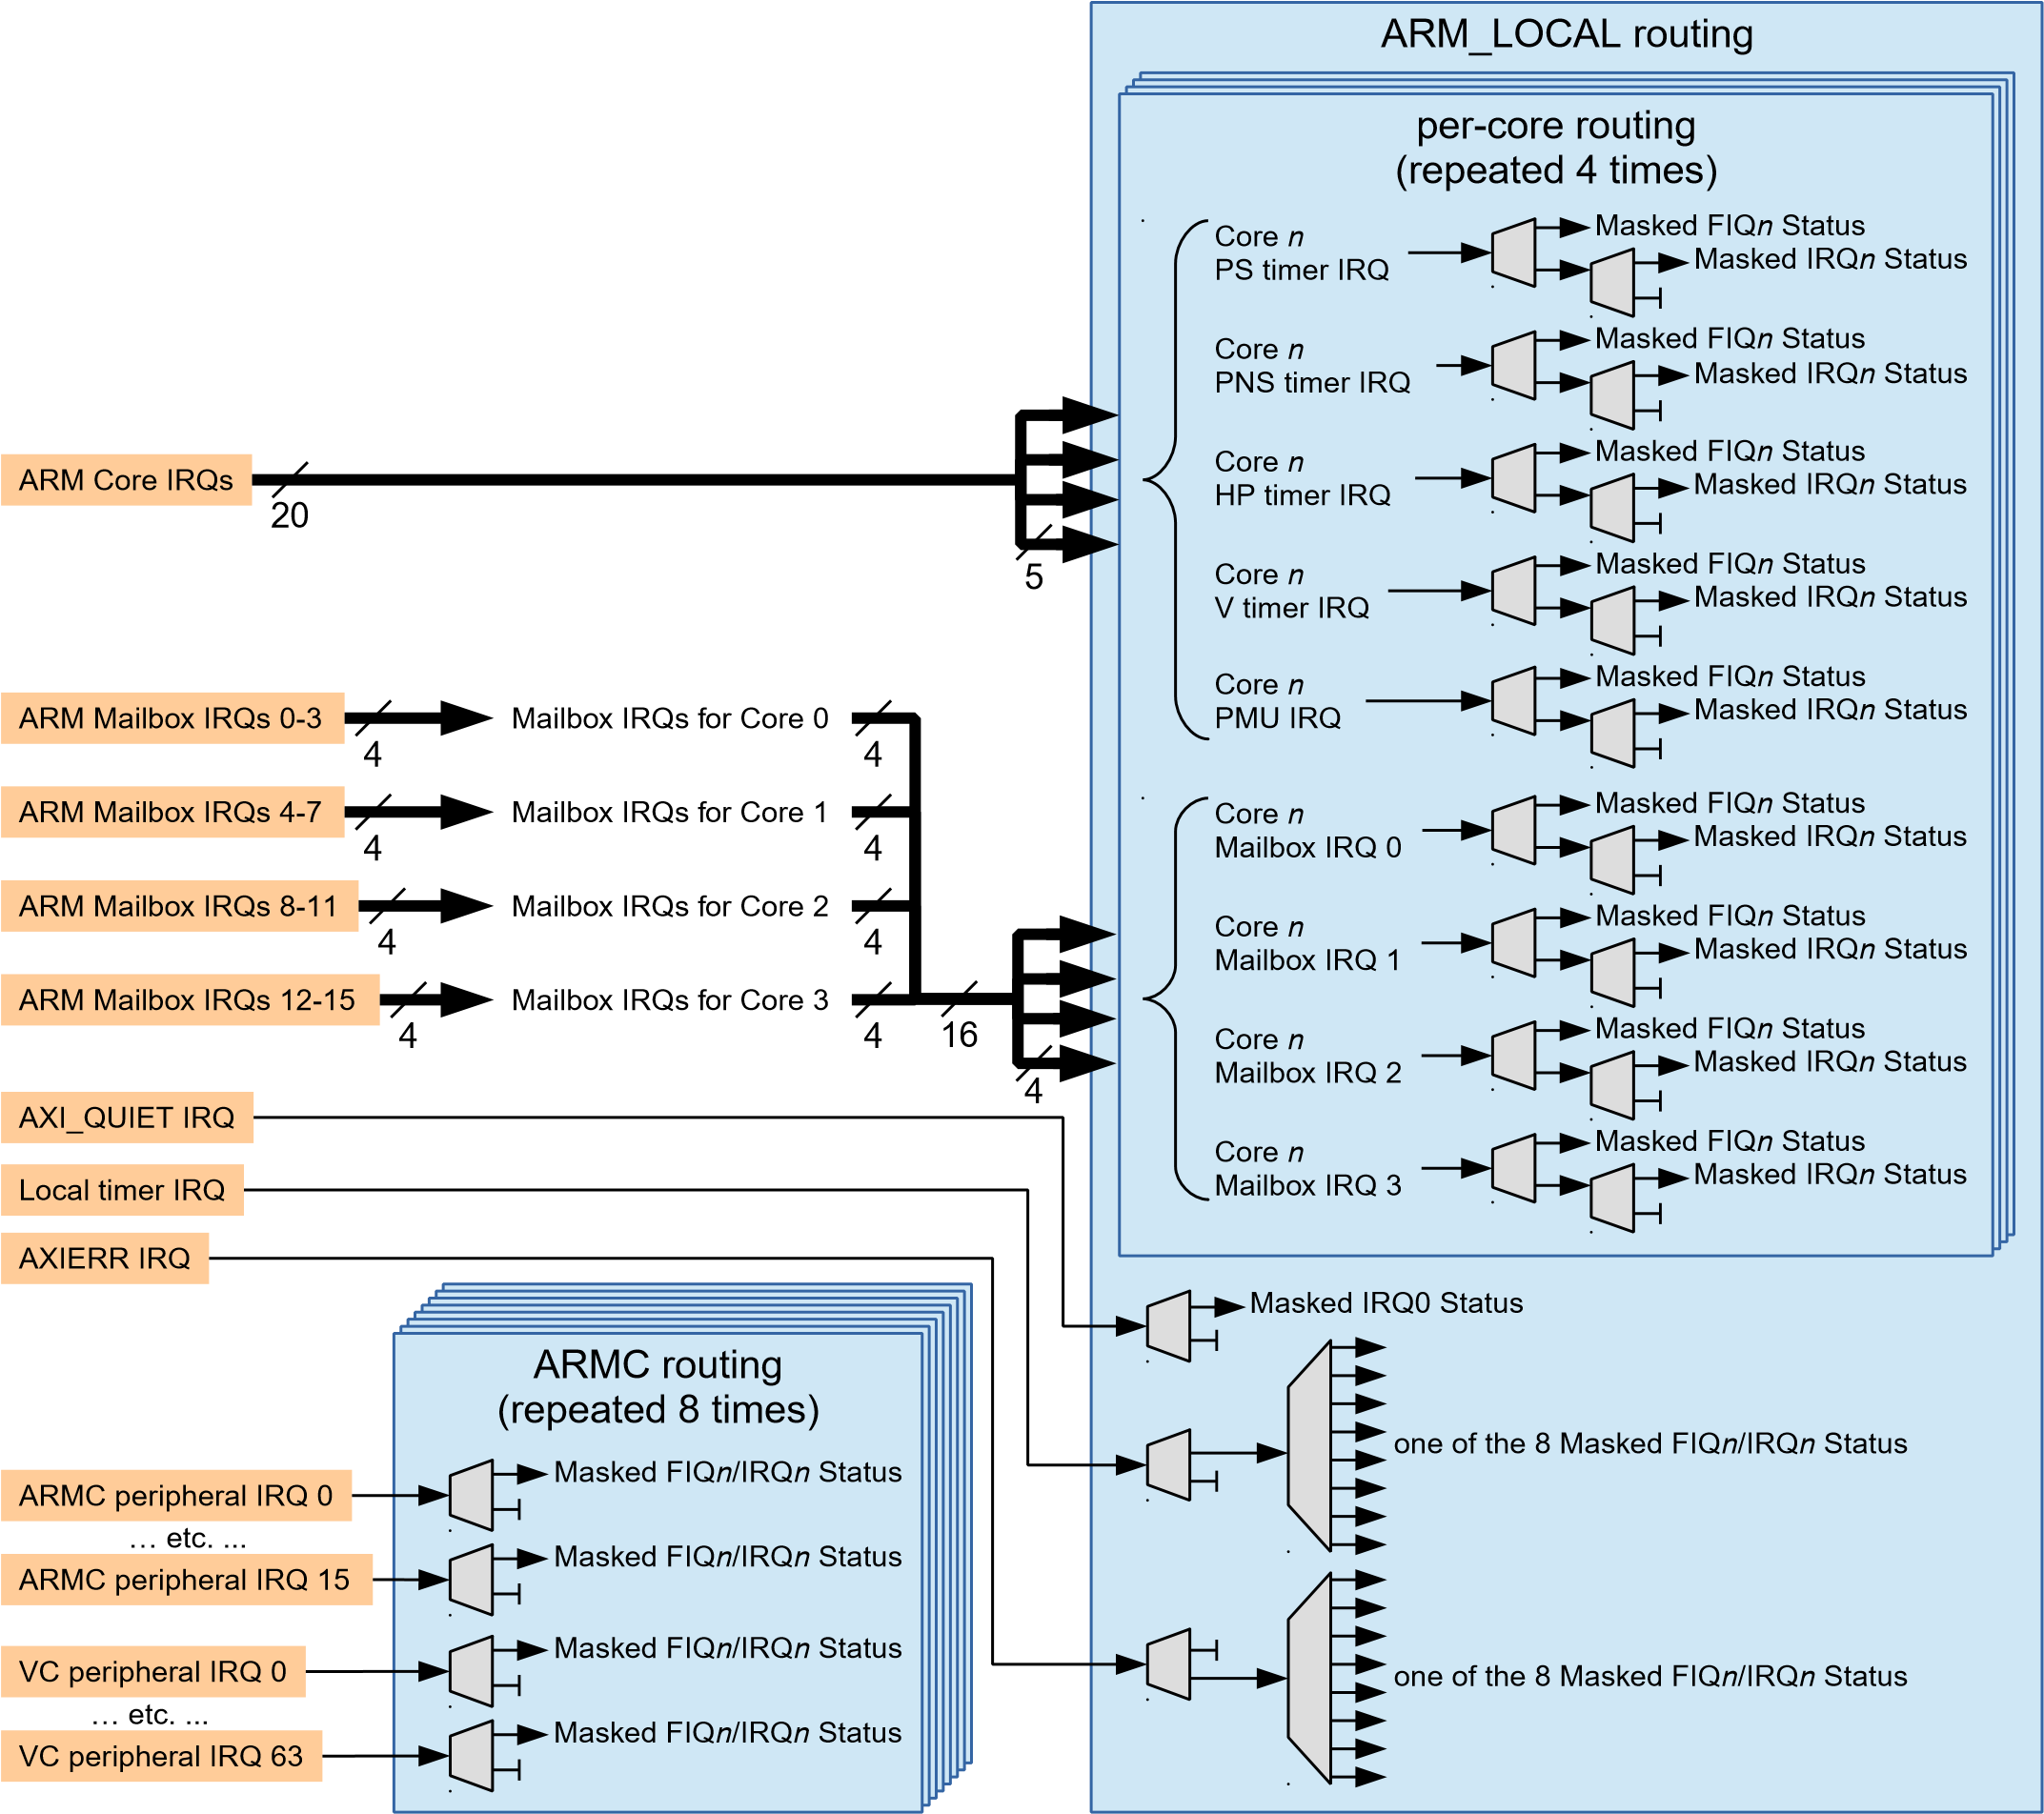 ARM_LOCAL routing
per-core routing
(repeated 4 times)
Core n
PS timer IRQ
Masked FIQn Status
Masked IRQn Status
Core n
PNS timer IRQ
Masked FIQn Status
Masked IRQn Status
Core n
HP timer IRQ
Masked FIQn Status
Masked IRQn Status
Core n
V timer IRQ
Masked FIQn Status
Masked IRQn Status
Core n
PMU IRQ
Masked FIQn Status
Masked IRQn Status
Core n
Mailbox IRQ 0
Masked FIQn Status
Masked IRQn Status
Core n
Mailbox IRQ 1
Masked FIQn Status
Masked IRQn Status
Core n
Mailbox IRQ 2
Masked FIQn Status
Masked IRQn Status
Core n
Mailbox IRQ 3
Masked FIQn Status
Masked IRQn Status
ARM Core IRQs
20
5
ARM Mailbox IRQs 0-3
4
Mailbox IRQs for Core 0
4
ARM Mailbox IRQs 4-7
4
Mailbox IRQs for Core 1
4
ARM Mailbox IRQs 8-11
4
Mailbox IRQs for Core 2
4
ARM Mailbox IRQs 12-15
4
Mailbox IRQs for Core 3
4
16
4
AXI_QUIET IRQ
Local timer IRQ
AXIERR IRQ
Masked IRQ0 Status
one of the 8 Masked FIQn/IRQn Status
one of the 8 Masked FIQn/IRQn Status
ARMC routing
(repeated 8 times)
ARMC peripheral IRQ 0
Masked FIQn/IRQn Status
... etc. ...
ARMC peripheral IRQ 15
Masked FIQn/IRQn Status
VC peripheral IRQ 0
Masked FIQn/IRQn Status
... etc. ...
VC peripheral IRQ 63
Masked FIQn/IRQn Status